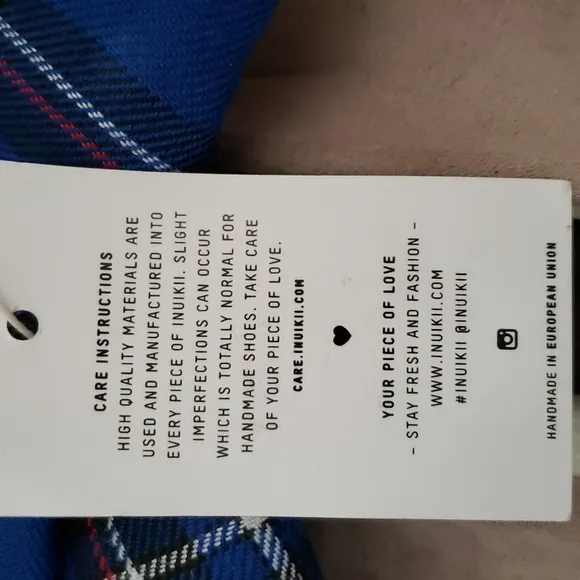 CARE INSTRUCTIONS
HIGH QUALITY MATERIALS ARE
USED AND MANUFACTURED INTO
EVERY PIECE OF INUIKII. SLIGHT
IMPERFECTIONS CAN OCCUR
WHICH IS TOTALLY NORMAL FOR
HANDMADE SHOES. TAKE CARE
OF YOUR PIECE OF LOVE.
CARE.INUIKII.COM
YOUR PIECE OF LOVE
– STAY FRESH AND FASHION –
WWW.INUIKII.COM
#INUIKII @INUIKII
HANDMADE IN EUROPEAN UNION